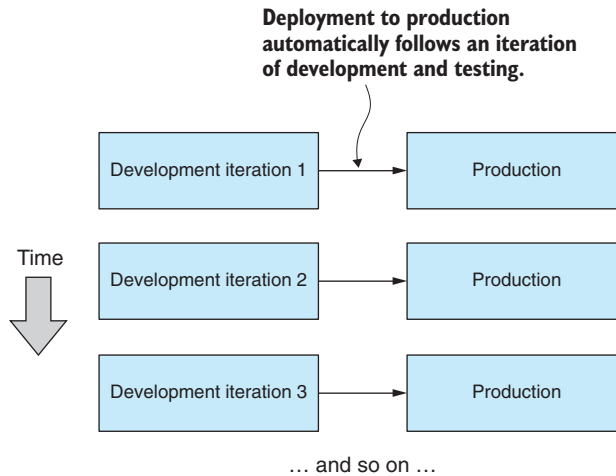 Deployment to production
automatically follows an iteration
of development and testing.
Development iteration 1
Production
Time
Development iteration 2
Production
Development iteration 3
Production
… and so on …